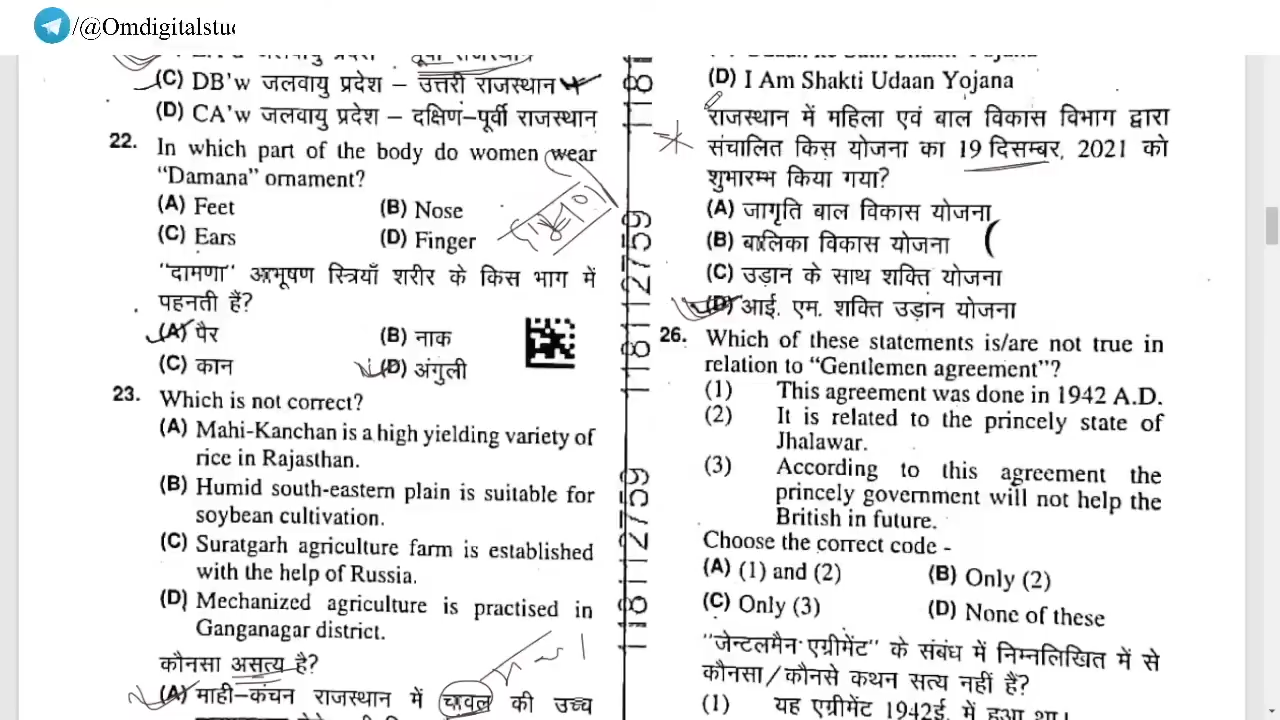 /@Omdigitalstu
(C) DB'w जलवायु प्रदेश – उत्तरी राजस्थान
(D) CA'w जलवायु प्रदेश – दक्षिण-पूर्वी राजस्थान
22. In which part of the body do women wear
“Damana” ornament?
(A) Feet (B) Nose
(C) Ears (D) Finger
“दामणा” आभूषण स्त्रियाँ शरीर के किस भाग में
पहनती हैं?
(A) पैर (B) नाक
(C) कान (D) अंगुली
23. Which is not correct?
(A) Mahi-Kanchan is a high yielding variety of
rice in Rajasthan.
(B) Humid south-eastern plain is suitable for
soybean cultivation.
(C) Suratgarh agriculture farm is established
with the help of Russia.
(D) Mechanized agriculture is practised in
Ganganagar district.
कौनसा असत्य है?
(A) माही-कंचन राजस्थान में चावल की उच्च
118112759
118112759
(D) I Am Shakti Udaan Yojana
राजस्थान में महिला एवं बाल विकास विभाग द्वारा
संचालित किस योजना का 19 दिसम्बर, 2021 को
शुभारम्भ किया गया?
(A) जागृति बाल विकास योजना
(B) बालिका विकास योजना
(C) उड़ान के साथ शक्ति योजना
(D) आई. एम. शक्ति उड़ान योजना
26. Which of these statements is/are not true in
relation to “Gentlemen agreement”?
(1) This agreement was done in 1942 A.D.
(2) It is related to the princely state of
Jhalawar.
(3) According to this agreement the
princely government will not help the
British in future.
Choose the correct code -
(A) (1) and (2) (B) Only (2)
(C) Only (3) (D) None of these
“जेन्टलमैन एग्रीमेंट” के संबंध में निम्नलिखित में से
कौनसा/कौनसे कथन सत्य नहीं हैं?
(1) यह एग्रीमेंट 1942ई. में हुआ था।